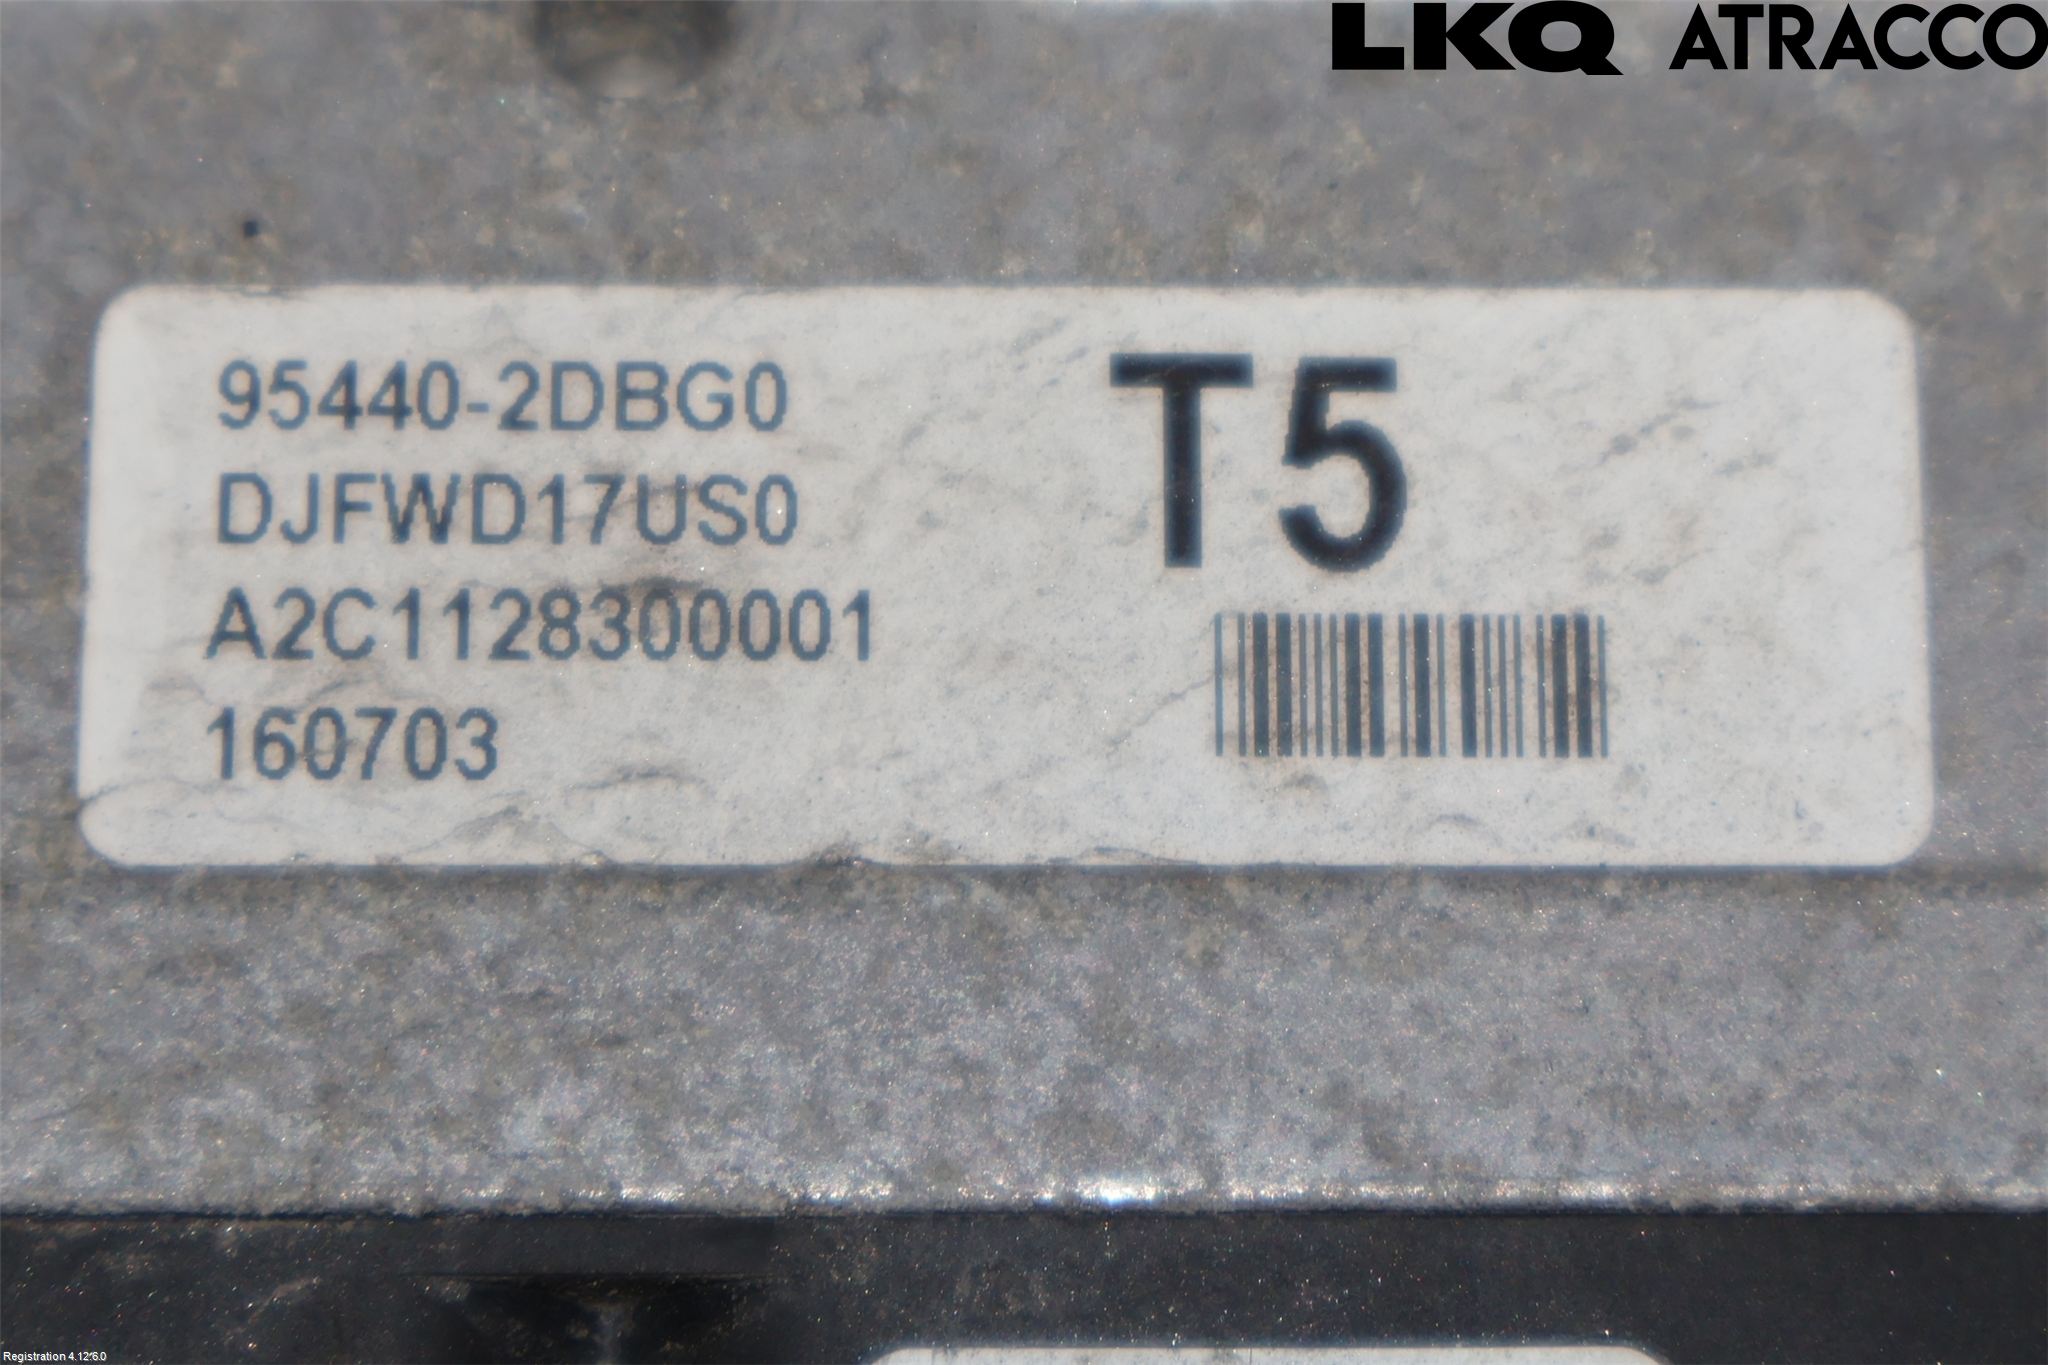 LKQ ATRACCO
95440-2DBG0
DJFWD17US0
A2C1128300001
160703
T5
Registration 4.12.6.0